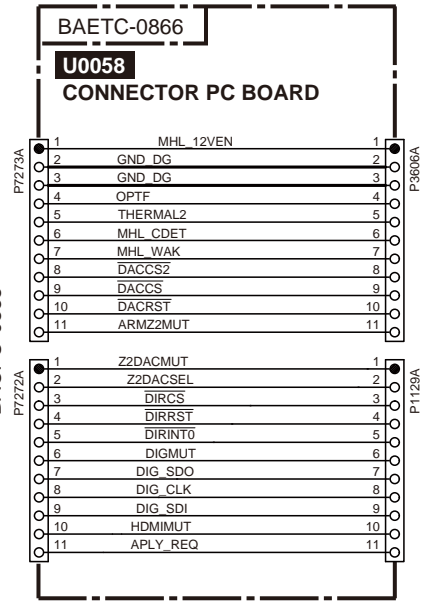 BAETC-0866
U0058
CONNECTOR PC BOARD
P7273A
P3606A
1 MHL_12VEN 1
2 GND_DG 2
3 GND_DG 3
4 OPTF 4
5 THERMAL2 5
6 MHL_CDET 6
7 MHL_WAK 7
8 DACCS2 8
9 DACCS 9
10 DACRST 10
11 ARMZ2MUT 11
P7272A
P1129A
1 Z2DACMUT 1
2 Z2DACSEL 2
3 DIRCS 3
4 DIRRST 4
5 DIRINT0 5
6 DIGMUT 6
7 DIG_SDO 7
8 DIG_CLK 8
9 DIG_SDI 9
10 HDMIMUT 10
11 APLY_REQ 11